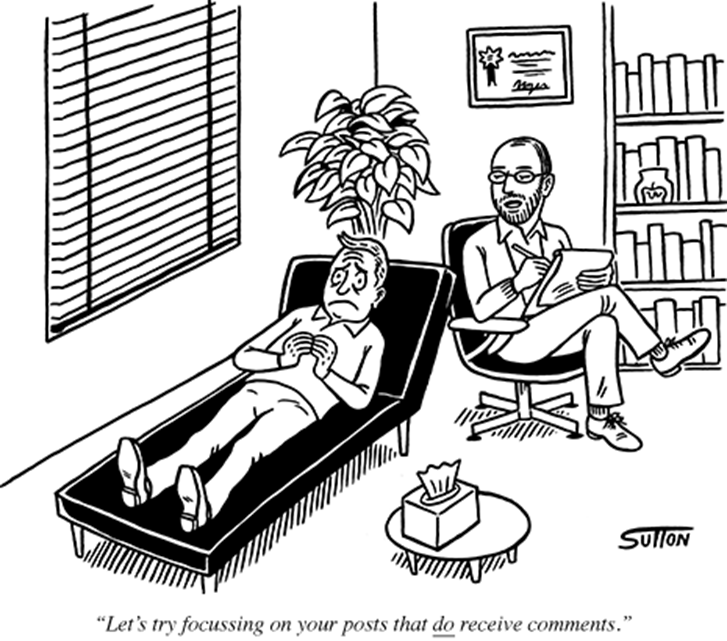 SUTTON
“Let’s try focussing on your posts that do receive comments.”